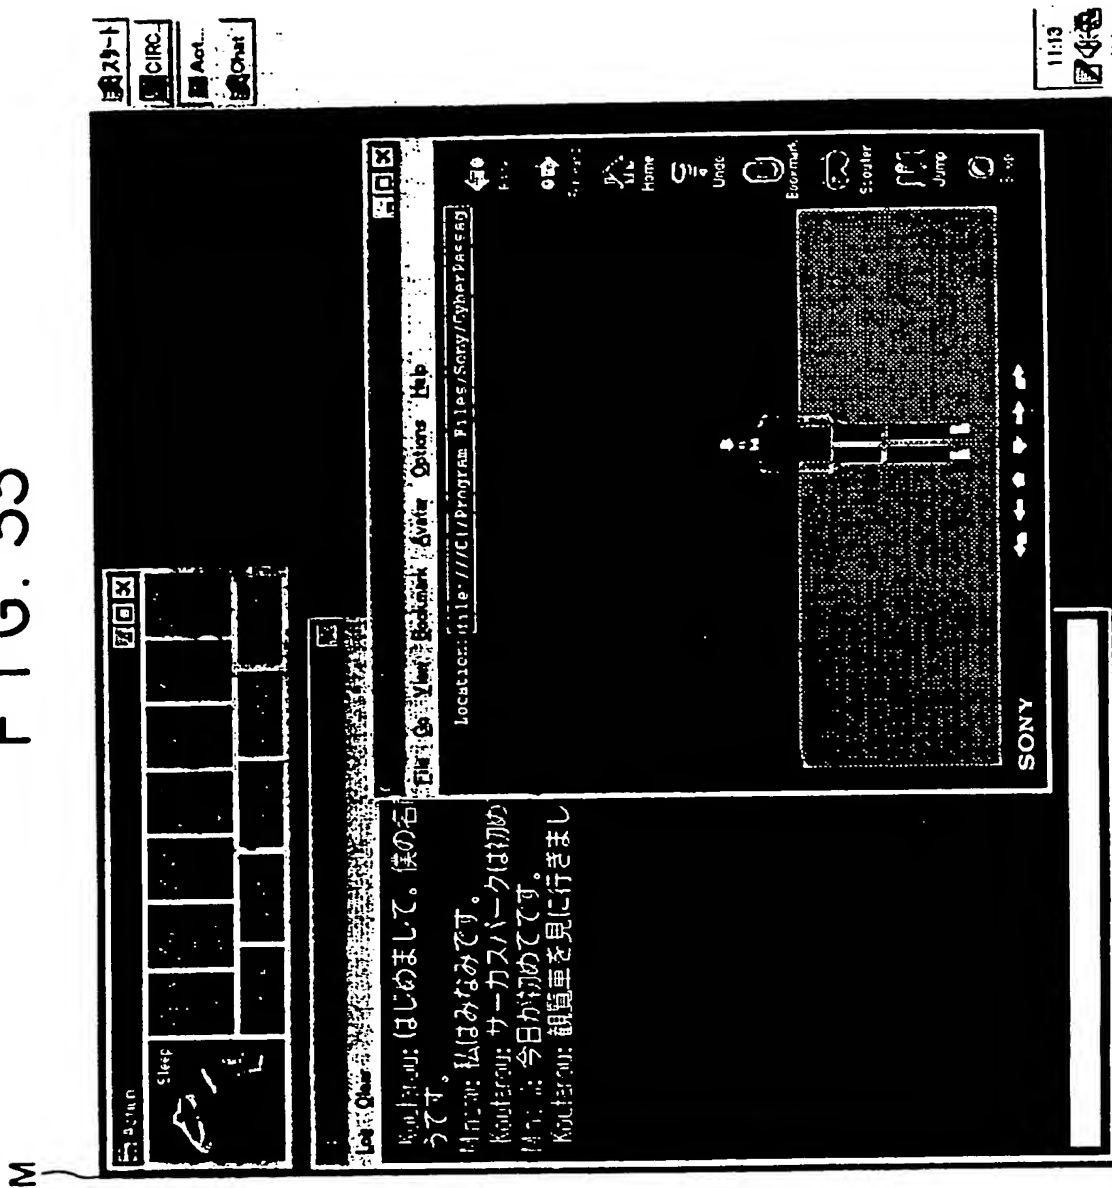 FIG. 35
M
Action
Sleep
Edit Clear
Koutarou: はじめまして。僕の名
うです。
Minami: 私はみなみです。
Koutarou: サーカスパークは初め
Minami: 今日が初めてです。
Koutarou: 観覧車を見に行きまし
File Go View Bookmark Avatar Options Help
Location: file:///C|/Program Files/Sony/CyberPassag
Home
Undo
Bookmark
Scouter
Jump
SONY
スタート
CIRC...
Act...
Chat
11:13